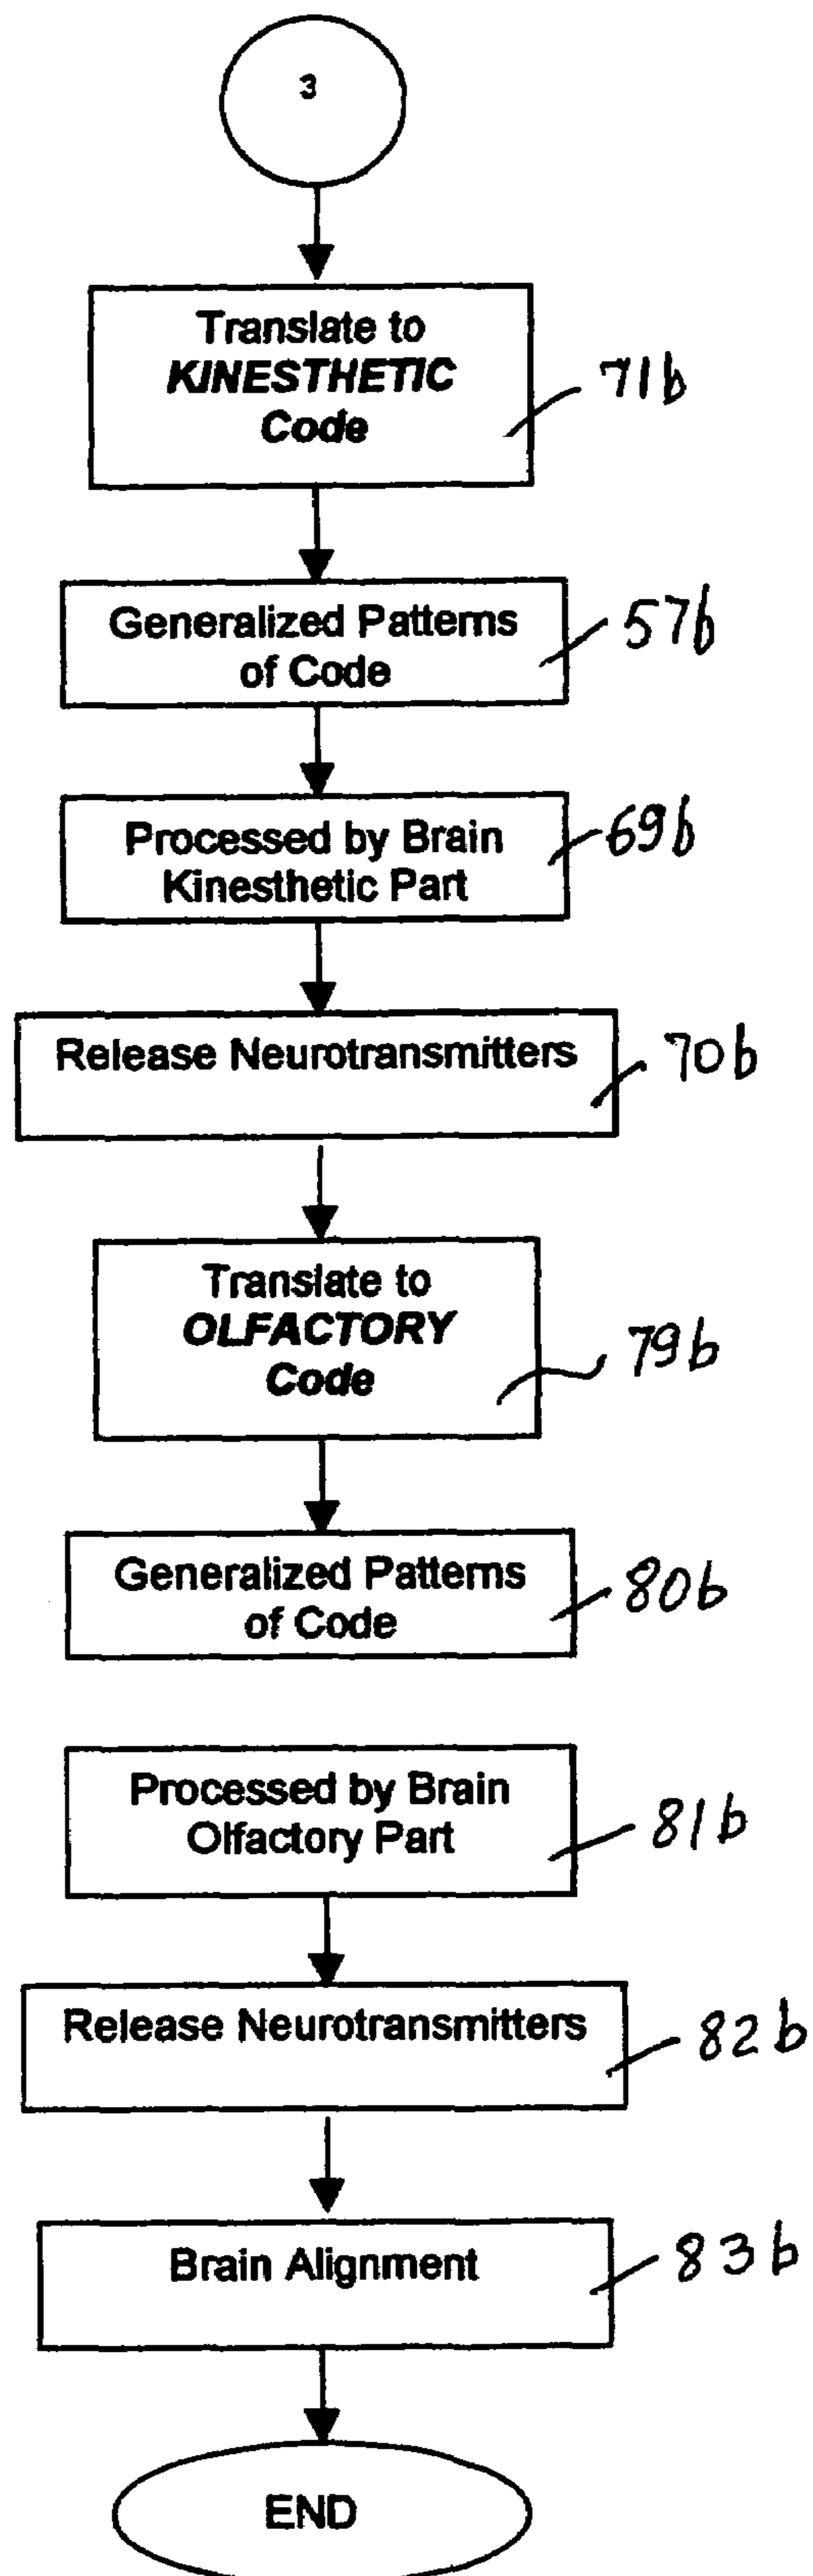 3
Translate to
KINESTHETIC
Code
71b
Generalized Patterns
of Code
57b
Processed by Brain
Kinesthetic Part
69b
Release Neurotransmitters
70b
Translate to
OLFACTORY
Code
79b
Generalized Patterns
of Code
80b
Processed by Brain
Olfactory Part
81b
Release Neurotransmitters
82b
Brain Alignment
83b
END